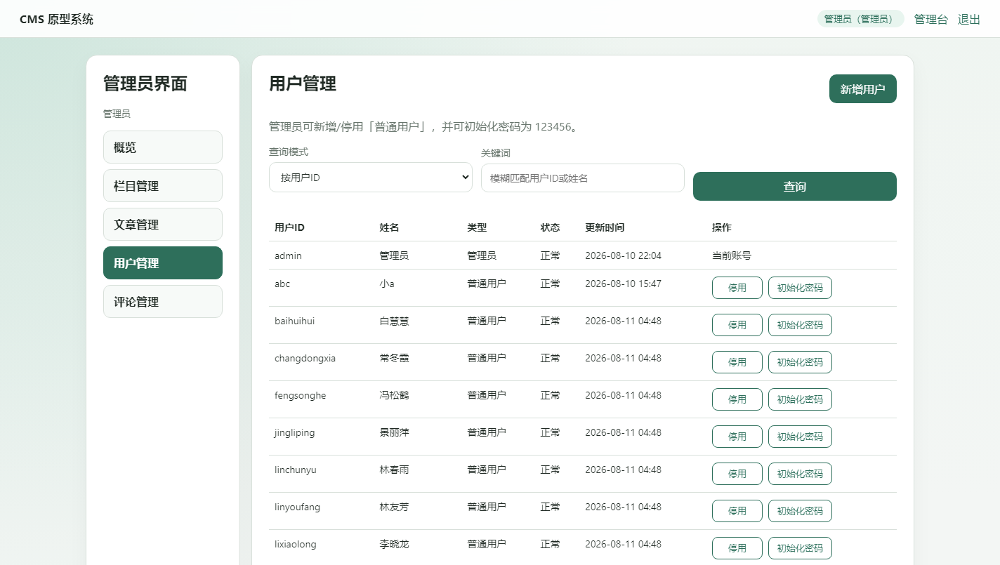 CMS 原型系统
管理员（管理员） 管理台 退出
管理员界面
管理员
概览
栏目管理
文章管理
用户管理
评论管理
用户管理
新增用户
管理员可新增/停用「普通用户」，并可初始化密码为 123456。
查询模式
按用户ID
关键词
模糊匹配用户ID或姓名
查询
用户ID 姓名 类型 状态 更新时间 操作
admin 管理员 管理员 正常 2026-08-10 22:04 当前账号
abc 小a 普通用户 正常 2026-08-10 15:47 停用 初始化密码
baihuihui 白慧慧 普通用户 正常 2026-08-11 04:48 停用 初始化密码
changdongxia 常冬霞 普通用户 正常 2026-08-11 04:48 停用 初始化密码
fengsonghe 冯松鹤 普通用户 正常 2026-08-11 04:48 停用 初始化密码
jingliping 景丽萍 普通用户 正常 2026-08-11 04:48 停用 初始化密码
linchunyu 林春雨 普通用户 正常 2026-08-11 04:48 停用 初始化密码
linyoufang 林友芳 普通用户 正常 2026-08-11 04:48 停用 初始化密码
lixiaolong 李晓龙 普通用户 正常 2026-08-11 04:48 停用 初始化密码